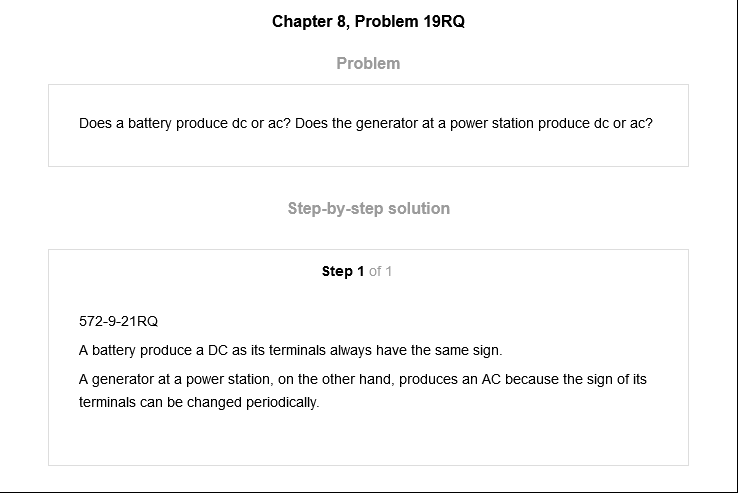 Chapter 8, Problem 19RQ
Problem
Does a battery produce dc or ac? Does the generator at a power station produce dc or ac?
Step-by-step solution
Step 1 of 1
572-9-21RQ
A battery produce a DC as its terminals always have the same sign.
A generator at a power station, on the other hand, produces an AC because the sign of its
terminals can be changed periodically.